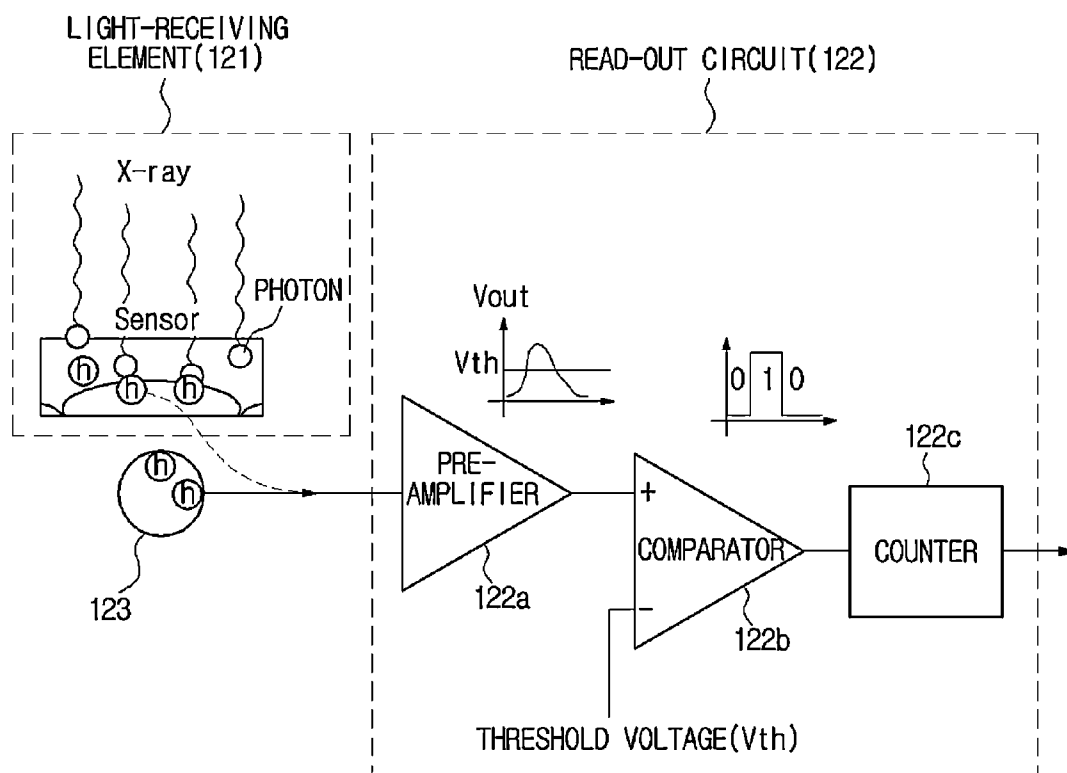 LIGHT-RECEIVING
ELEMENT(121)
READ-OUT CIRCUIT(122)
X-ray
PHOTON
Sensor
h
h
h
Vout
Vth
0 1 0
122c
h
h
PRE-
AMPLIFIER
+
COMPARATOR
-
COUNTER
123
122a
122b
THRESHOLD VOLTAGE(Vth)